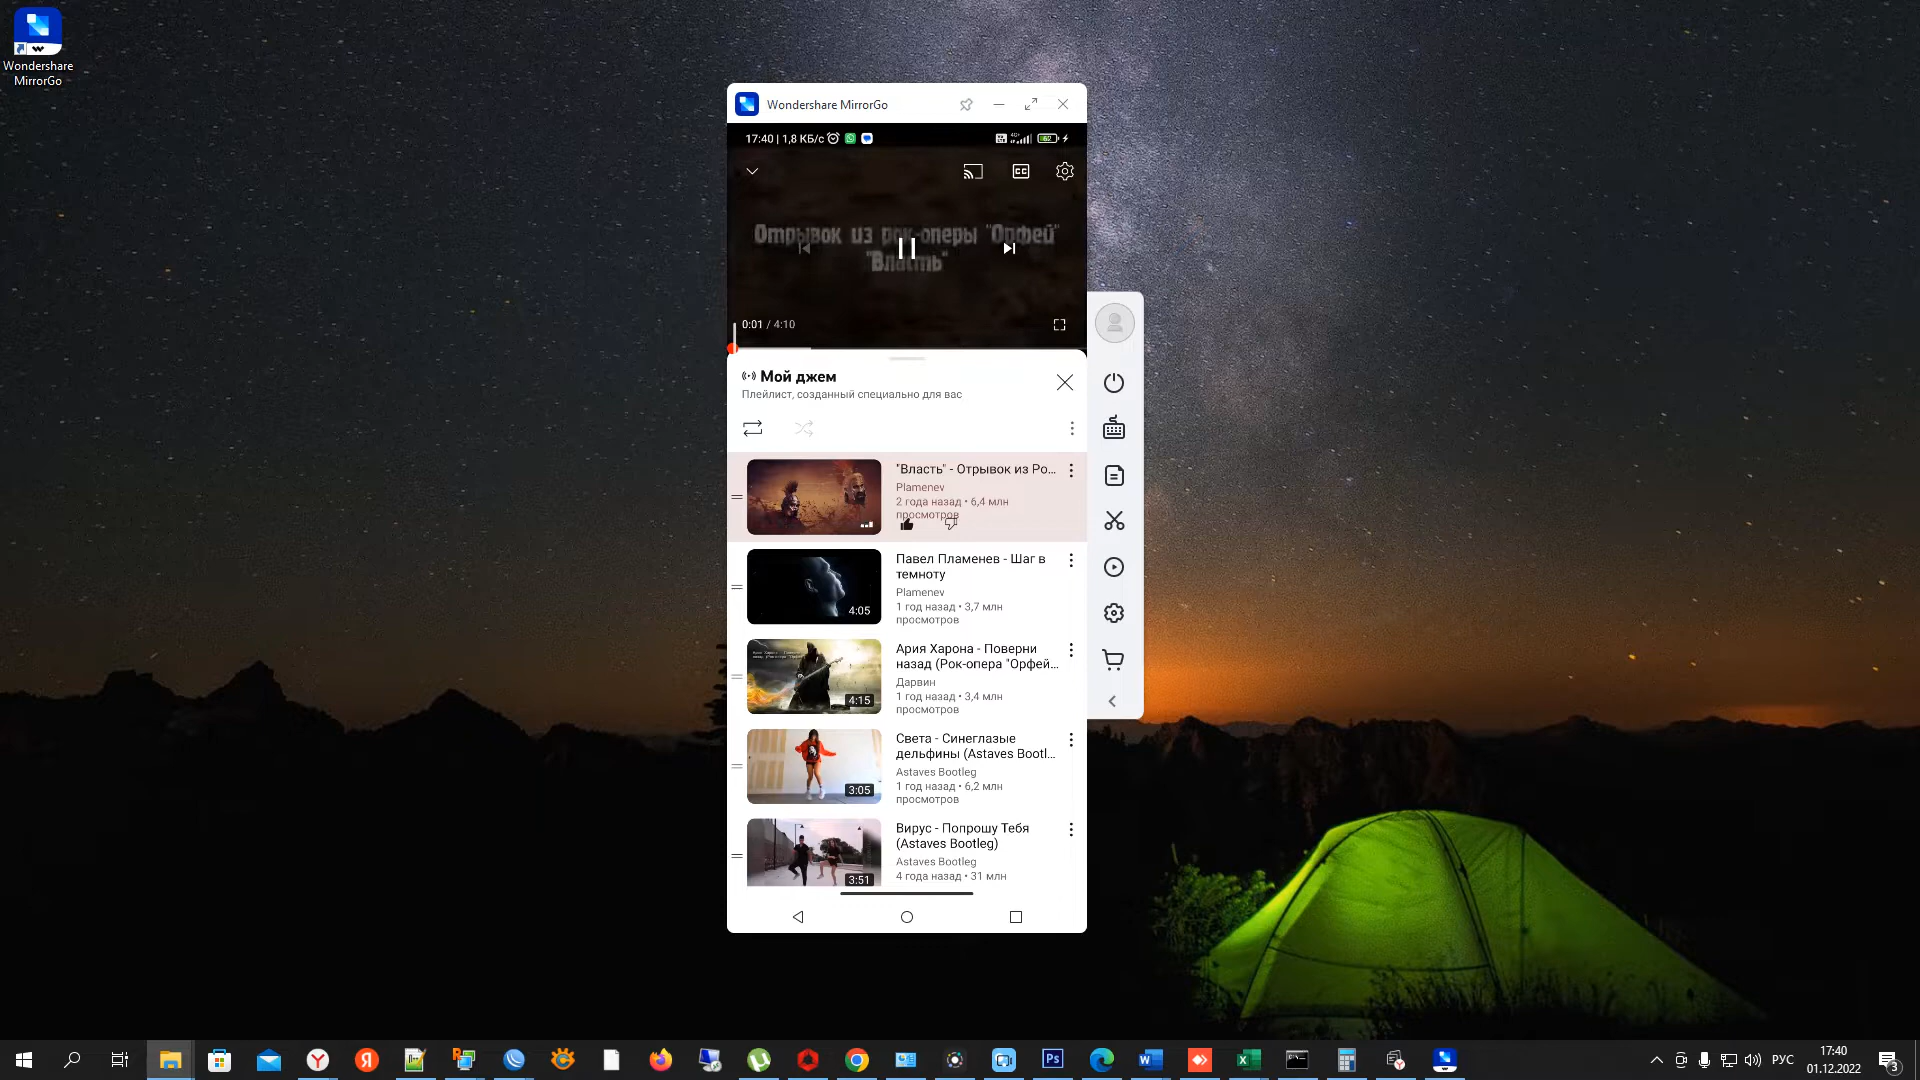 Wondershare
MirrorGo
Wondershare MirrorGo
17:40 | 1,8 КБ/с
62
CC
Отрывок из рок-оперы "Орфей"
"Власть"
0:01 / 4:10
Мой джем
Плейлист, созданный специально для вас
"Власть" - Отрывок из Ро...
Plamenev
2 года назад • 6,4 млн
просмотров
Павел Пламенев - Шаг в
темноту
Plamenev
1 год назад • 3,7 млн
просмотров
4:05
Ария Харона - Поверни
назад (Рок-опера "Орфей...
Дарвин
1 год назад • 3,4 млн
просмотров
4:15
Света - Синеглазые
дельфины (Astaves Bootl...
Astaves Bootleg
1 год назад • 6,2 млн
просмотров
3:05
Вирус - Попрошу Тебя
(Astaves Bootleg)
Astaves Bootleg
4 года назад • 31 млн
3:51
РУС
17:40
01.12.2022
3